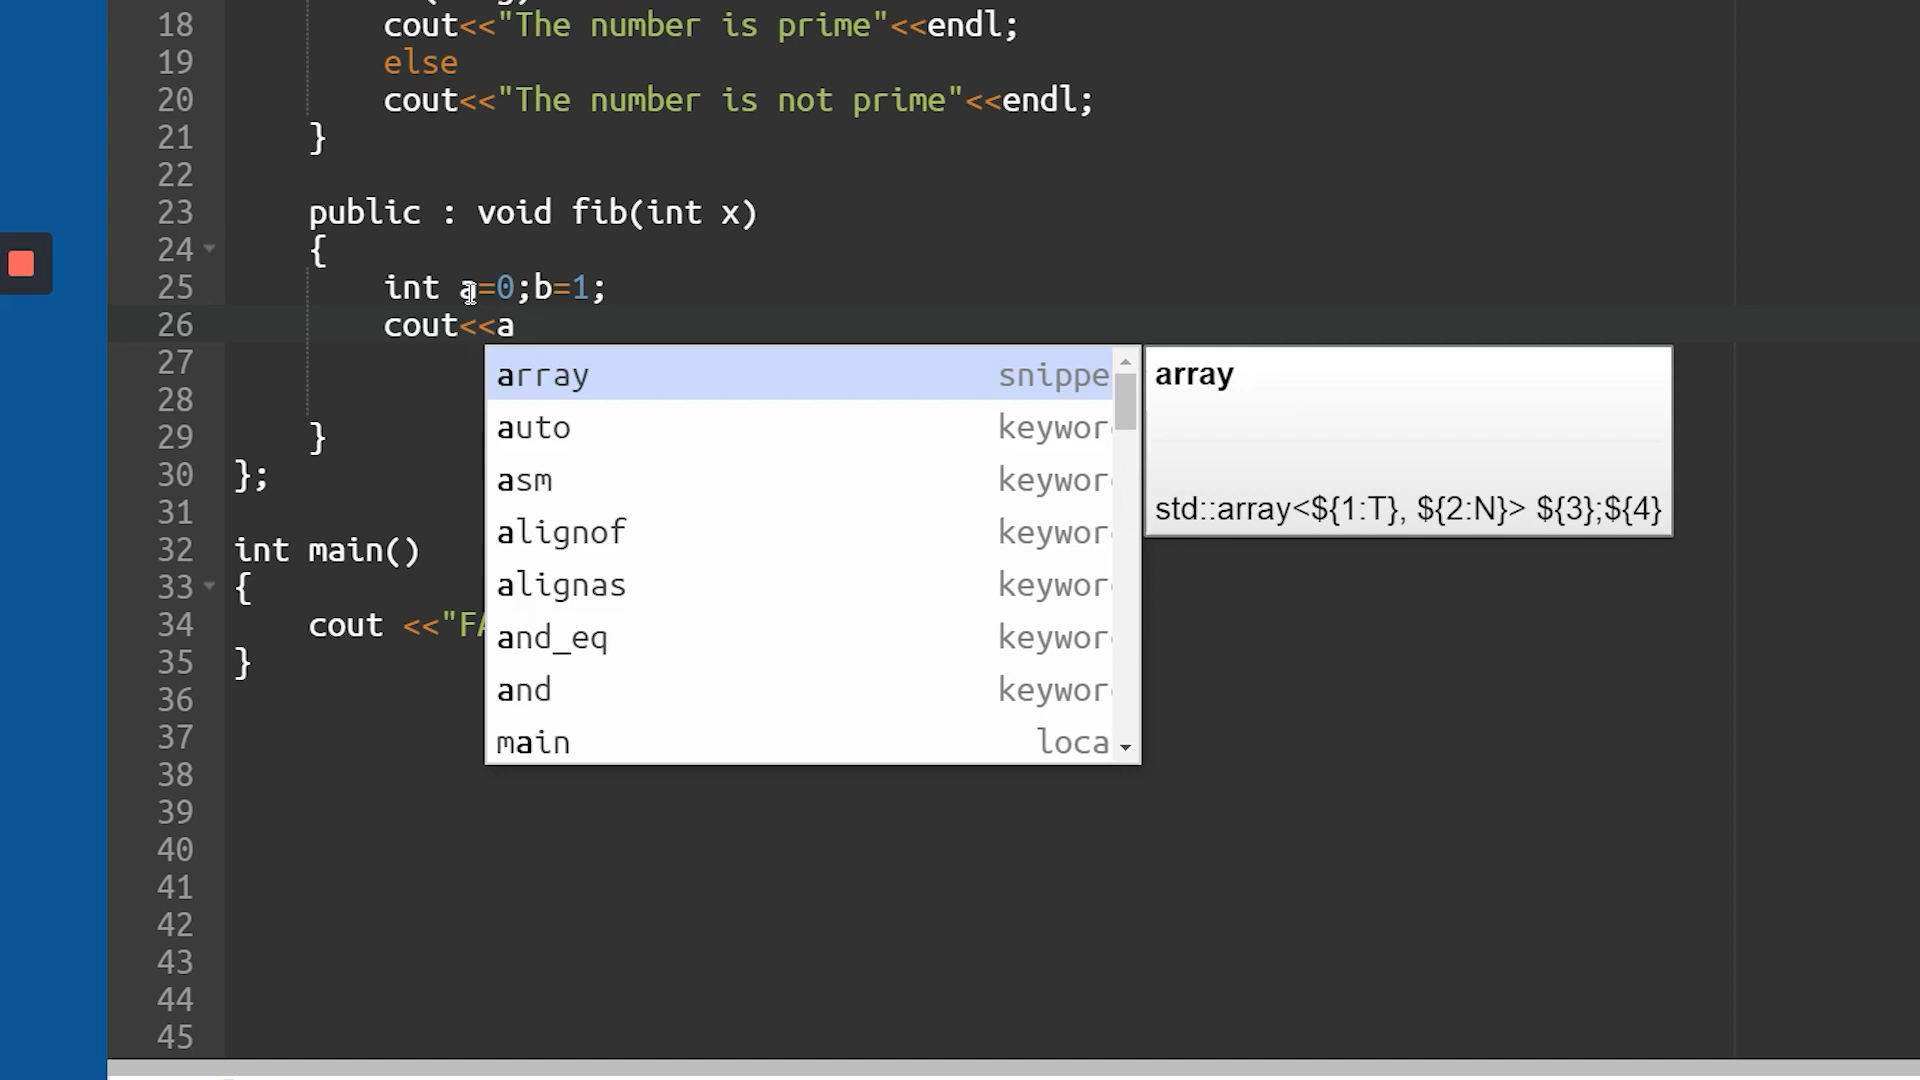 18 cout<<"The number is prime"<<endl;
19 else
20 cout<<"The number is not prime"<<endl;
21 }
22
23 public : void fib(int x)
24 {
25 int a=0;b=1;
26 cout<<a
27
28
29 }
30 };
31
32 int main()
33 {
34 cout <<"FA
35 }
36
37
38
39
40
41
42
43
44
45
array snippe
auto keywor
asm keywor
alignof keywor
alignas keywor
and_eq keywor
and keywor
main loca
array
std::array<${1:T}, ${2:N}> ${3};${4}